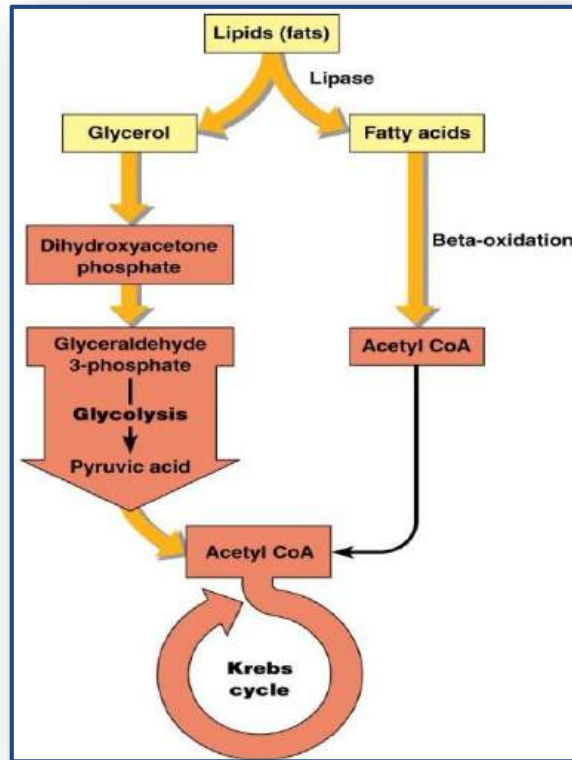 Lipids (fats)
Lipase
Glycerol
Fatty acids
Dihydroxyacetone
phosphate
Beta-oxidation
Glyceraldehyde
3-phosphate
Acetyl CoA
Glycolysis
Pyruvic acid
Acetyl CoA
Krebs
cycle